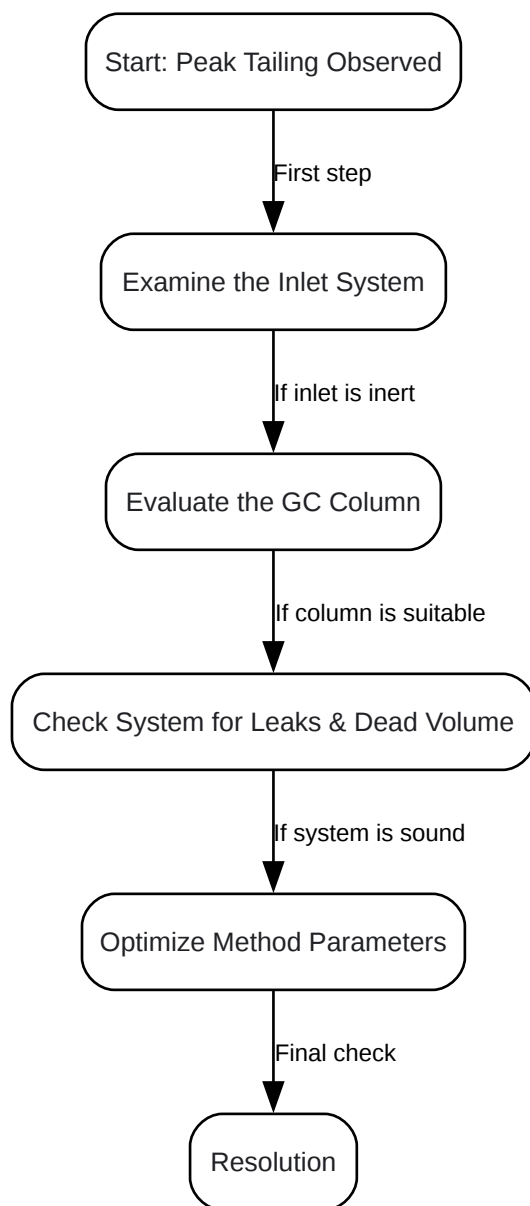 Start: Peak Tailing Observed
First step
Examine the Inlet System
If inlet is inert
Evaluate the GC Column
If column is suitable
Check System for Leaks & Dead Volume
If system is sound
Optimize Method Parameters
Final check
Resolution